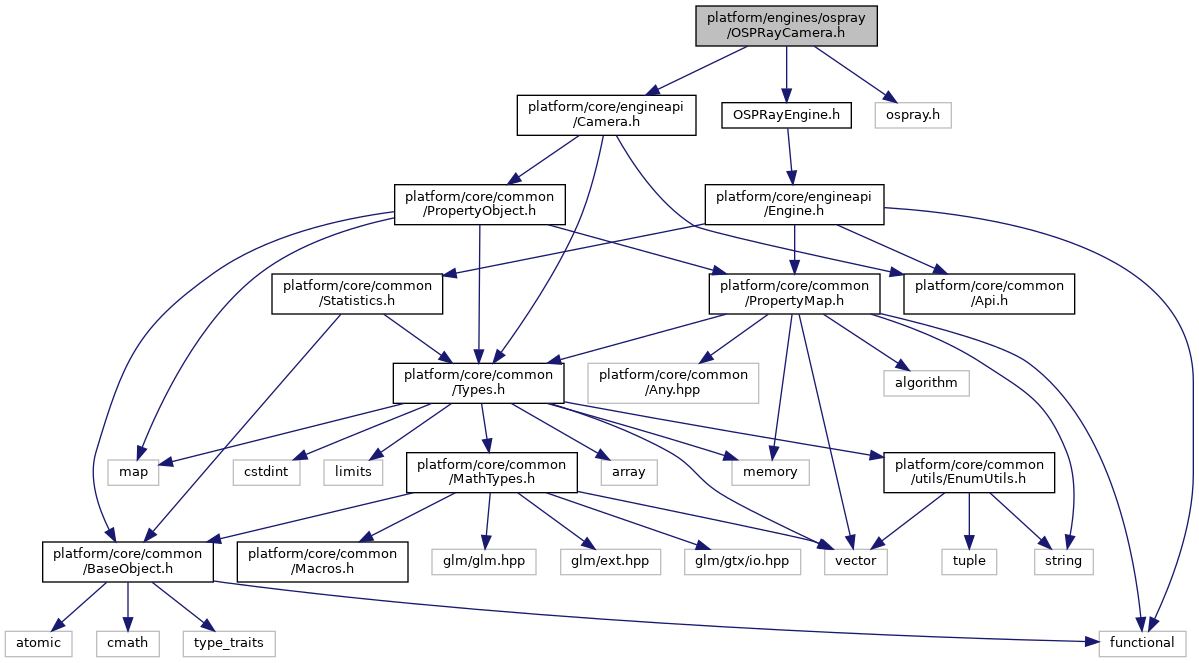 platform/engines/ospray
/OSPRayCamera.h
platform/core/engineapi
/Camera.h
OSPRayEngine.h
ospray.h
platform/core/common
/PropertyObject.h
platform/core/engineapi
/Engine.h
platform/core/common
/Statistics.h
platform/core/common
/PropertyMap.h
platform/core/common
/Api.h
platform/core/common
/Types.h
platform/core/common
/Any.hpp
algorithm
map
cstdint
limits
platform/core/common
/MathTypes.h
array
memory
platform/core/common
/utils/EnumUtils.h
platform/core/common
/BaseObject.h
platform/core/common
/Macros.h
glm/glm.hpp
glm/ext.hpp
glm/gtx/io.hpp
vector
tuple
string
atomic
cmath
type_traits
functional